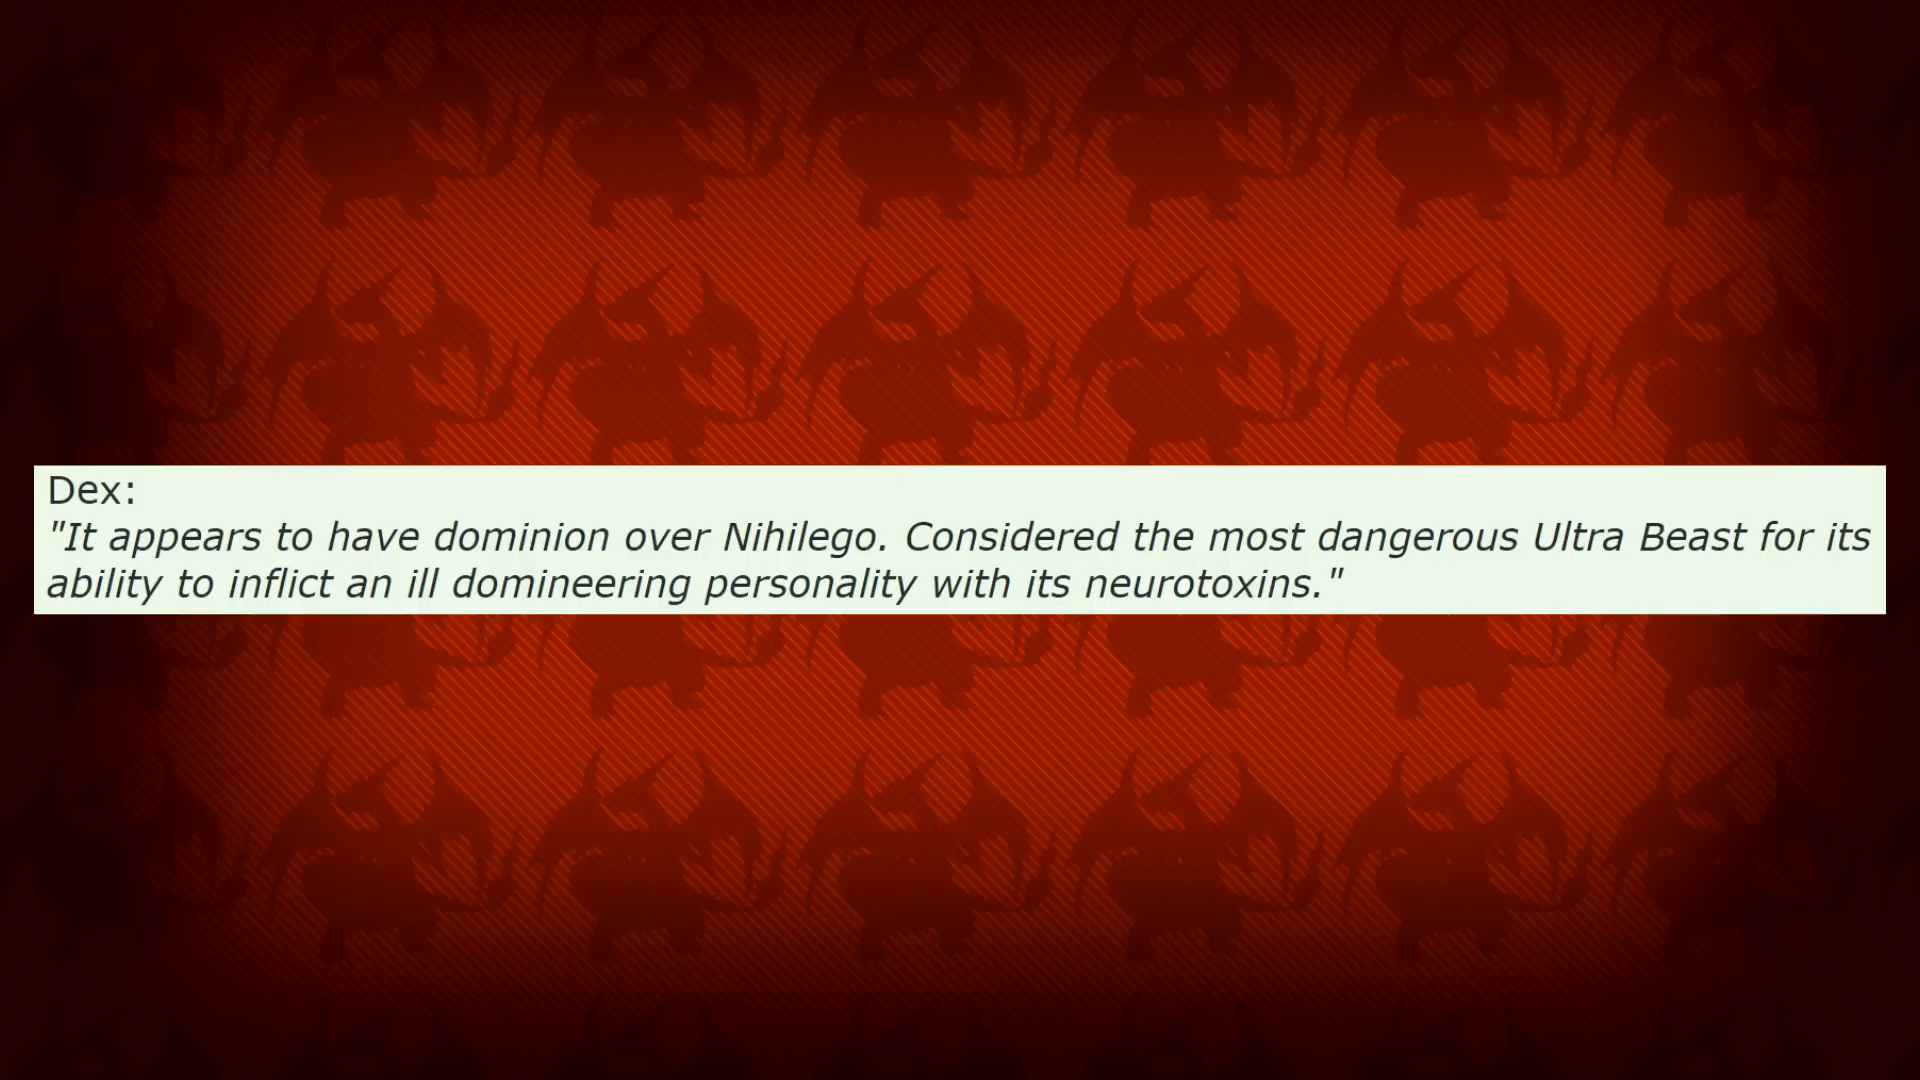 Dex:
"It appears to have dominion over Nihilego. Considered the most dangerous Ultra Beast for its
ability to inflict an ill domineering personality with its neurotoxins."